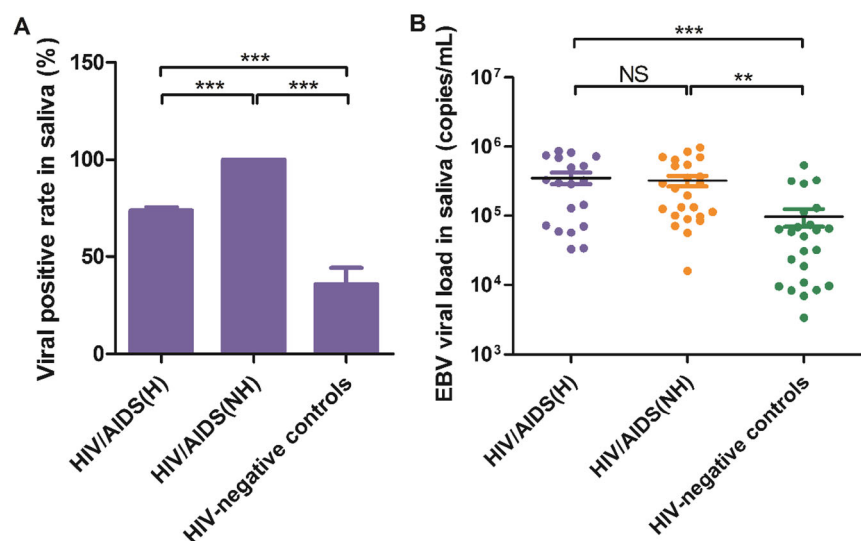 A
Viral positive rate in saliva (%)
150
100
50
0
***
***
***
HIV/AIDS(H)
HIV/AIDS(NH)
HIV-negative controls
B
EBV viral load in saliva (copies/mL)
10⁷
10⁶
10⁵
10⁴
10³
***
NS
**
HIV/AIDS(H)
HIV/AIDS(NH)
HIV-negative controls